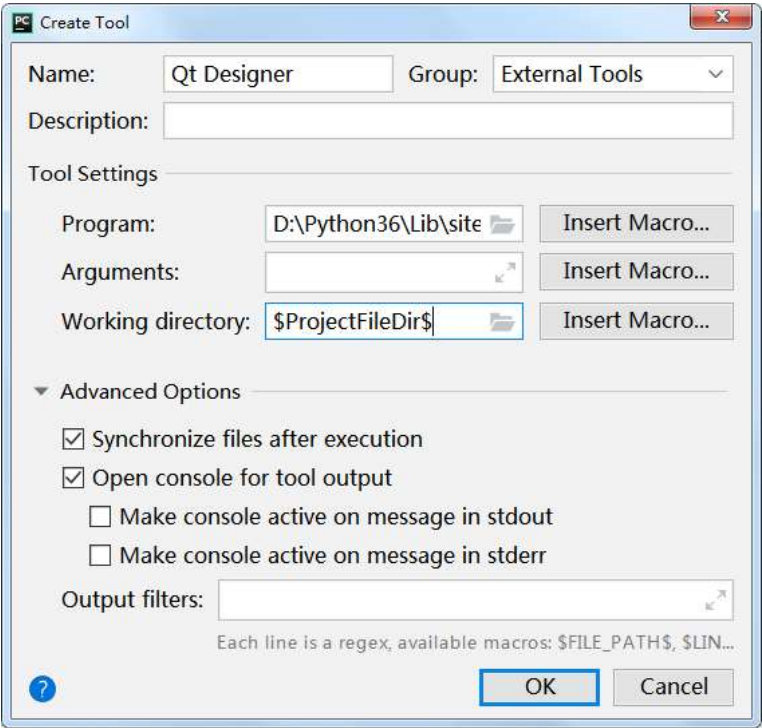 PC Create Tool
Name: Qt Designer Group: External Tools
Description:
Tool Settings
Program: D:\Python36\Lib\site Insert Macro...
Arguments: Insert Macro...
Working directory: $ProjectFileDir$ Insert Macro...
Advanced Options
Synchronize files after execution
Open console for tool output
Make console active on message in stdout
Make console active on message in stderr
Output filters:
Each line is a regex, available macros: $FILE_PATH$, $LIN...
? OK Cancel